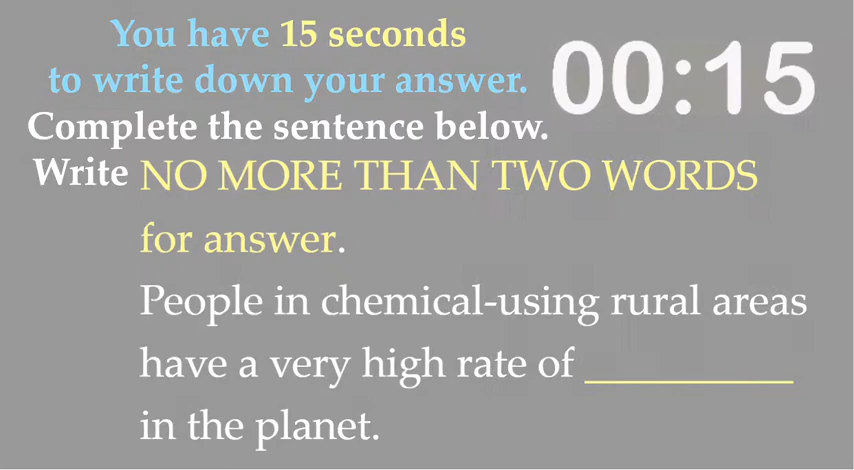 You have 15 seconds
to write down your answer.
00:15
Complete the sentence below.
Write NO MORE THAN TWO WORDS
for answer.
People in chemical-using rural areas
have a very high rate of ___________
in the planet.